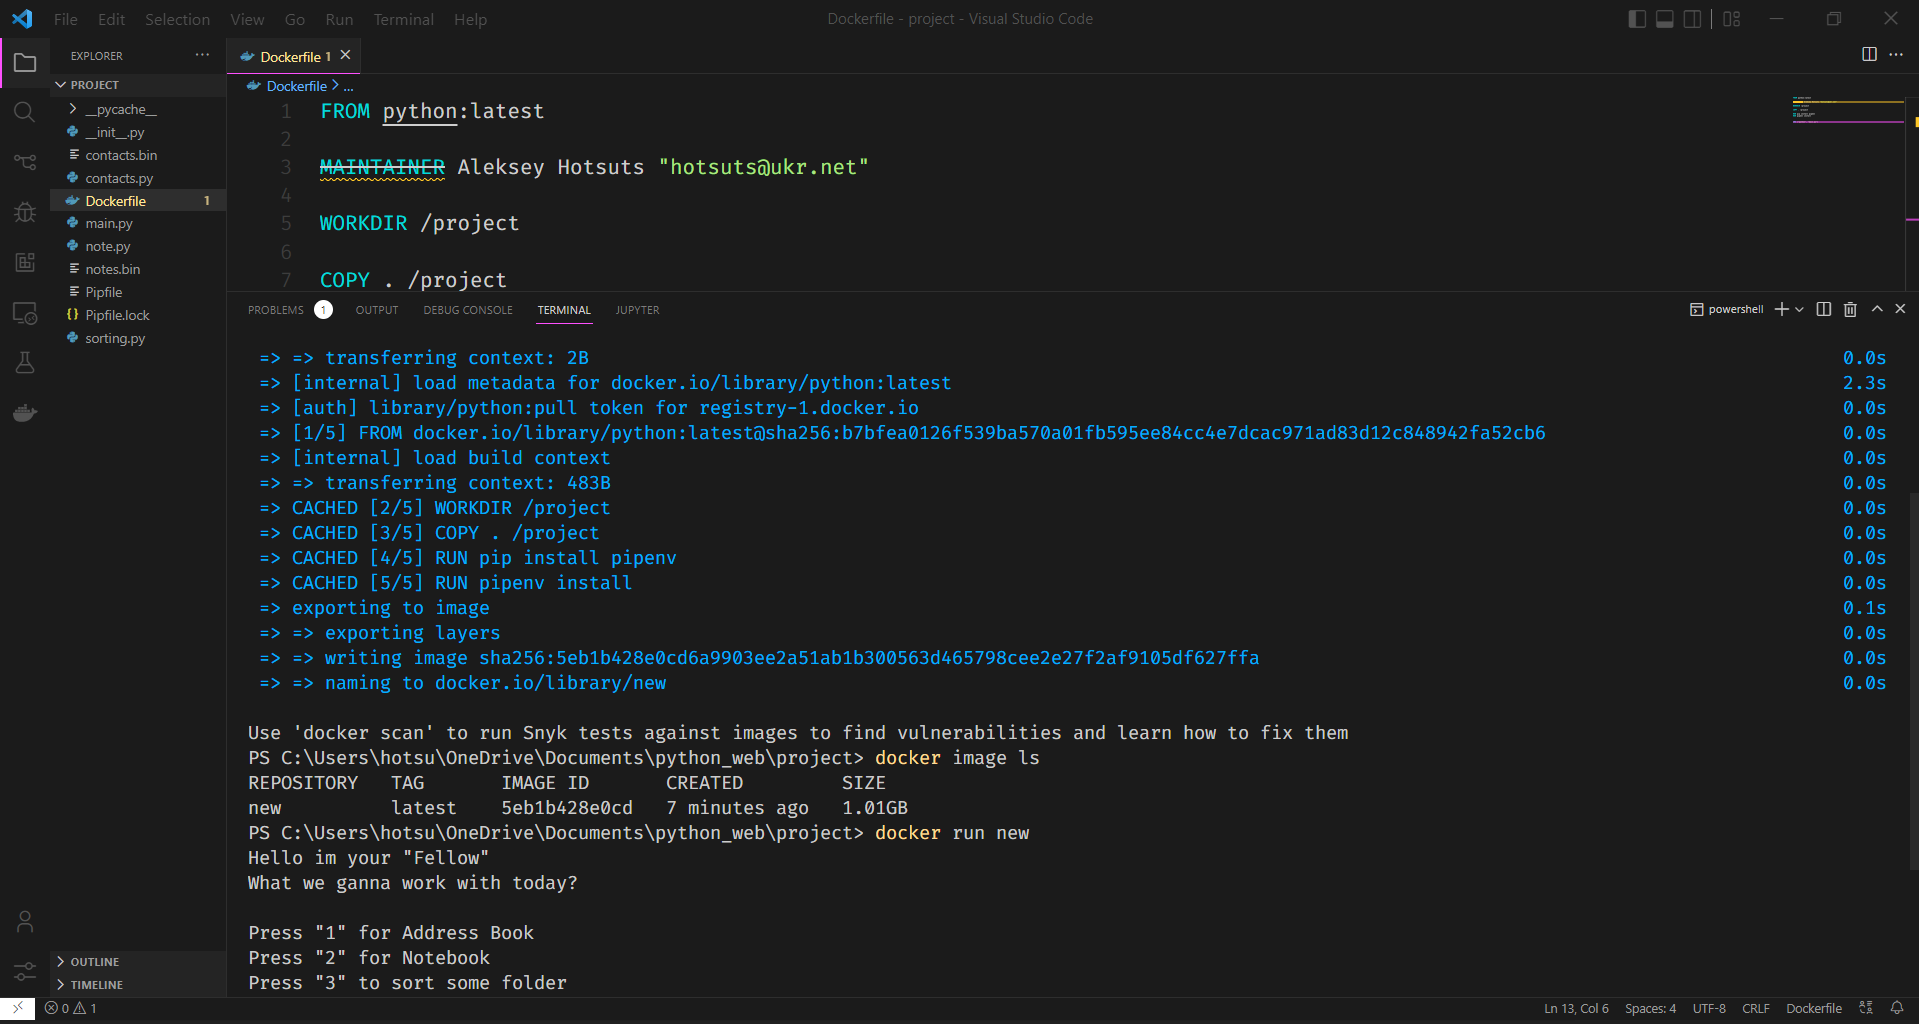 File Edit Selection View Go Run Terminal Help
Dockerfile - project - Visual Studio Code
EXPLORER ···
PROJECT
__pycache__
__init__.py
contacts.bin
contacts.py
Dockerfile 1
main.py
note.py
notes.bin
Pipfile
{} Pipfile.lock
sorting.py
OUTLINE
TIMELINE
Dockerfile 1
Dockerfile > ...
1 FROM python:latest
2
3 MAINTAINER Aleksey Hotsuts "hotsuts@ukr.net"
4
5 WORKDIR /project
6
7 COPY . /project
PROBLEMS 1 OUTPUT DEBUG CONSOLE TERMINAL JUPYTER
powershell
=> => transferring context: 2B 0.0s
=> [internal] load metadata for docker.io/library/python:latest 2.3s
=> [auth] library/python:pull token for registry-1.docker.io 0.0s
=> [1/5] FROM docker.io/library/python:latest@sha256:b7bfea0126f539ba570a01fb595ee84cc4e7dcac971ad83d12c848942fa52cb6 0.0s
=> [internal] load build context 0.0s
=> => transferring context: 483B 0.0s
=> CACHED [2/5] WORKDIR /project 0.0s
=> CACHED [3/5] COPY . /project 0.0s
=> CACHED [4/5] RUN pip install pipenv 0.0s
=> CACHED [5/5] RUN pipenv install 0.0s
=> exporting to image 0.1s
=> => exporting layers 0.0s
=> => writing image sha256:5eb1b428e0cd6a9903ee2a51ab1b300563d465798cee2e27f2af9105df627ffa 0.0s
=> => naming to docker.io/library/new 0.0s
Use 'docker scan' to run Snyk tests against images to find vulnerabilities and learn how to fix them
PS C:\Users\hotsu\OneDrive\Documents\python_web\project> docker image ls
REPOSITORY TAG IMAGE ID CREATED SIZE
new latest 5eb1b428e0cd 7 minutes ago 1.01GB
PS C:\Users\hotsu\OneDrive\Documents\python_web\project> docker run new
Hello im your "Fellow"
What we ganna work with today?
Press "1" for Address Book
Press "2" for Notebook
Press "3" to sort some folder
0 1
Ln 13, Col 6 Spaces: 4 UTF-8 CRLF Dockerfile